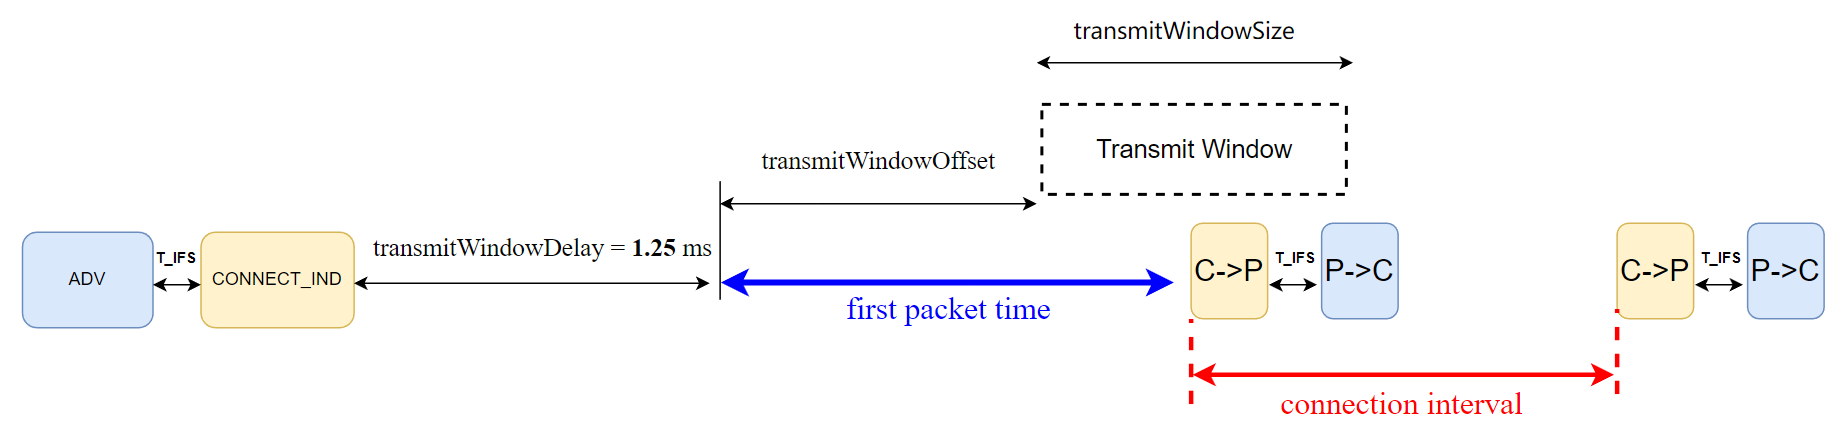 transmitWindowSize
Transmit Window
transmitWindowOffset
ADV
T_IFS
CONNECT_IND
transmitWindowDelay = 1.25 ms
first packet time
C->P
T_IFS
P->C
C->P
T_IFS
P->C
connection interval